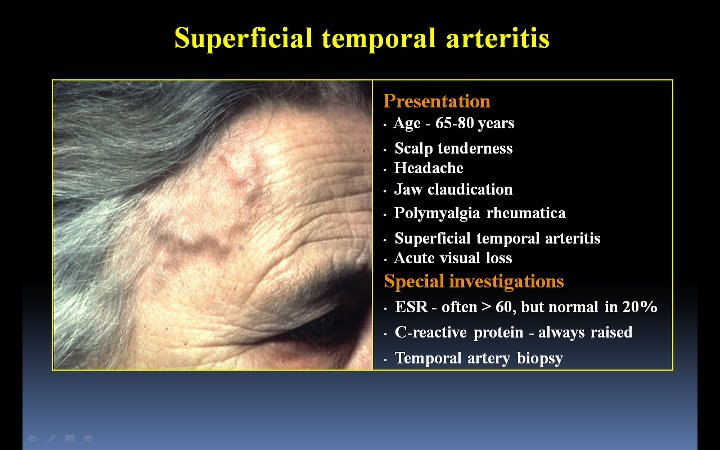 Superficial temporal arteritis
Presentation
· Age - 65-80 years
· Scalp tenderness
· Headache
· Jaw claudication
· Polymyalgia rheumatica
· Superficial temporal arteritis
· Acute visual loss
Special investigations
· ESR - often > 60, but normal in 20%
· C-reactive protein - always raised
· Temporal artery biopsy